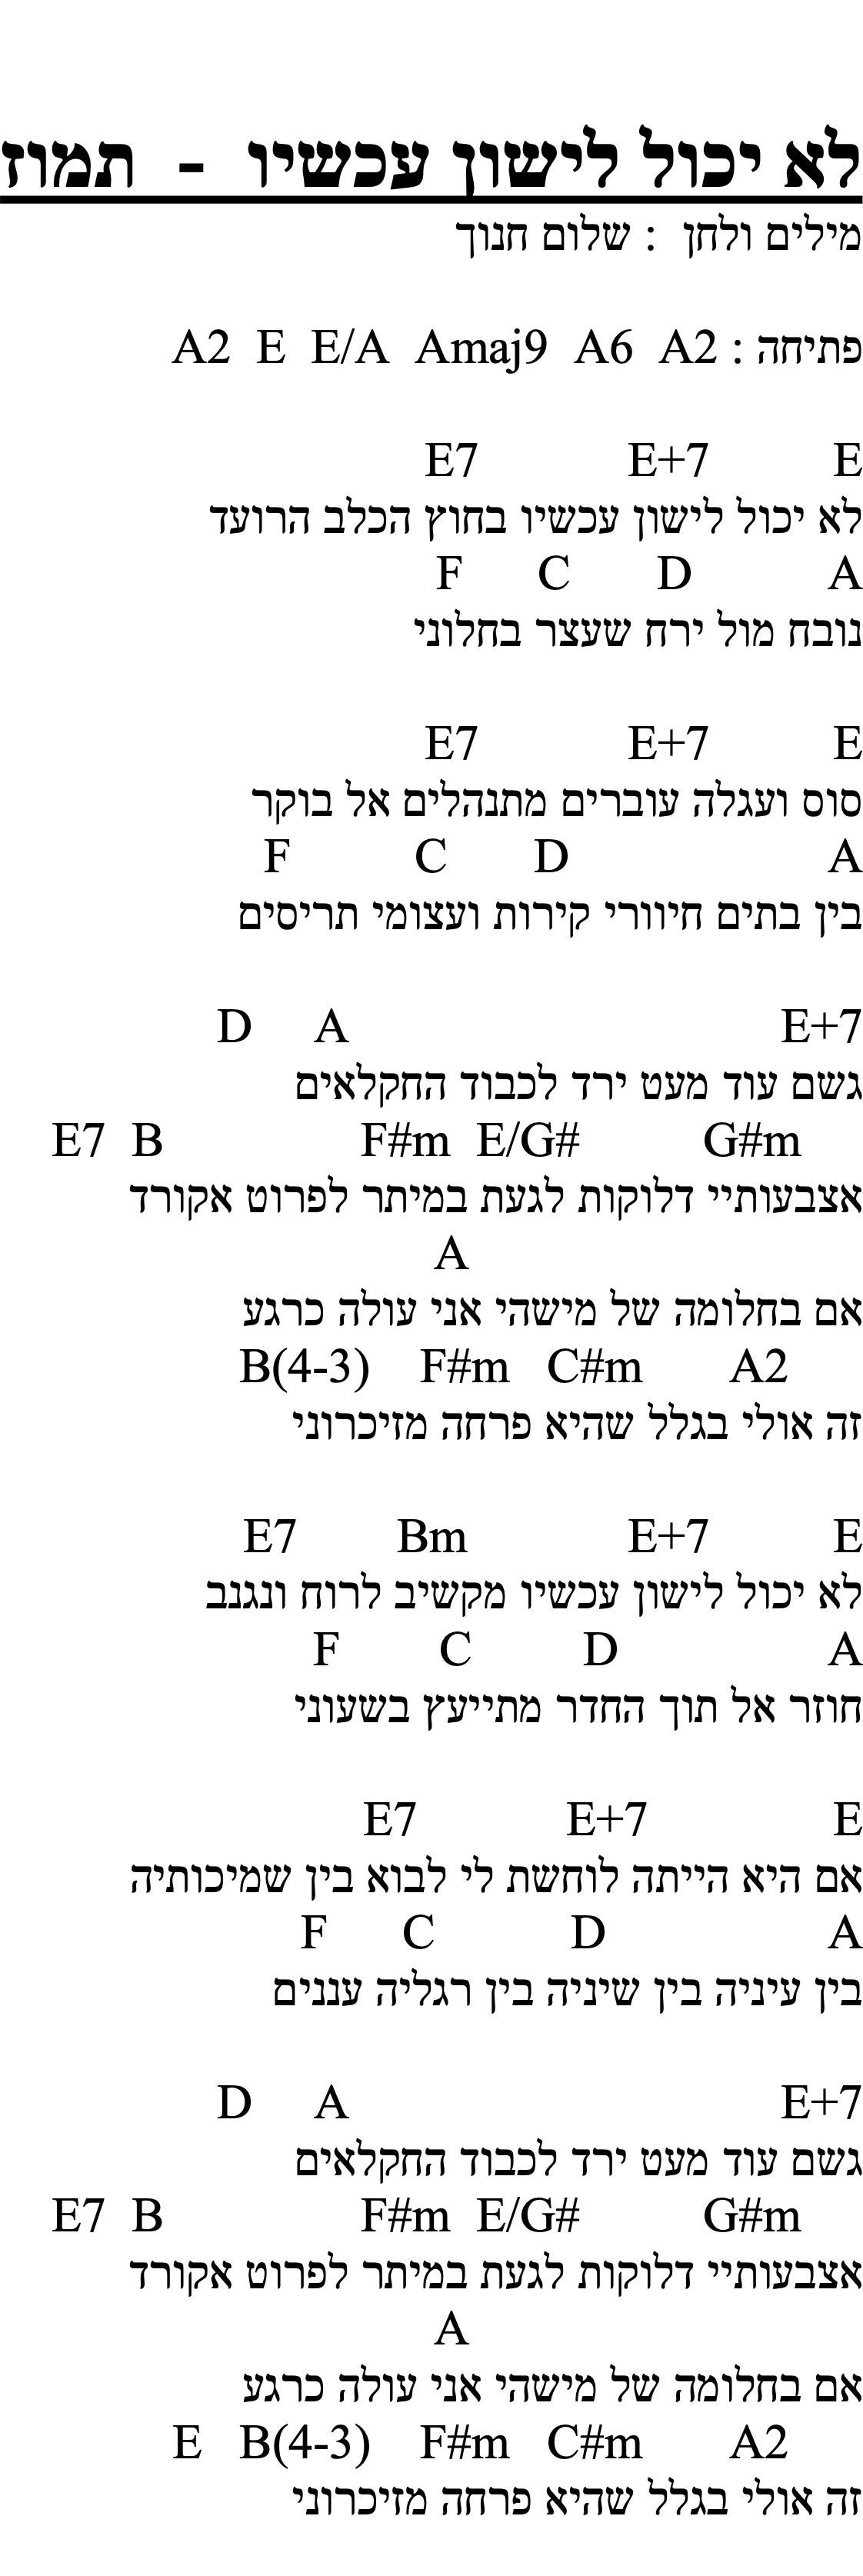 לא יכול לישון עכשיו - תמוז
מילים ולחן : שלום חנוך
פתיחה : A2 E E/A Amaj9 A6 A2
E7 E+7 E
לא יכול לישון עכשיו בחוץ הכלב הרועד
F C D A
נובח מול ירח שעצר בחלוני
E7 E+7 E
סוס ועגלה עוברים מתנהלים אל בוקר
F C D A
בין בתים חיוורי קירות ועצומי תריסים
D A E+7
גשם עוד מעט ירד לכבוד החקלאים
E7 B F#m E/G# G#m
אצבעותיי דלוקות לגעת במיתר לפרוט אקורד
A
אם בחלומה של מישהי אני עולה כרגע
B(4-3) F#m C#m A2
זה אולי בגלל שהיא פרחה מזיכרוני
E7 Bm E+7 E
לא יכול לישון עכשיו מקשיב לרוח ונגנב
F C D A
חוזר אל תוך החדר מתייעץ בשעוני
E7 E+7 E
אם היא הייתה לוחשת לי לבוא בין שמיכותיה
F C D A
בין עיניה בין שיניה בין רגליה עננים
D A E+7
גשם עוד מעט ירד לכבוד החקלאים
E7 B F#m E/G# G#m
אצבעותיי דלוקות לגעת במיתר לפרוט אקורד
A
אם בחלומה של מישהי אני עולה כרגע
E B(4-3) F#m C#m A2
זה אולי בגלל שהיא פרחה מזיכרוני